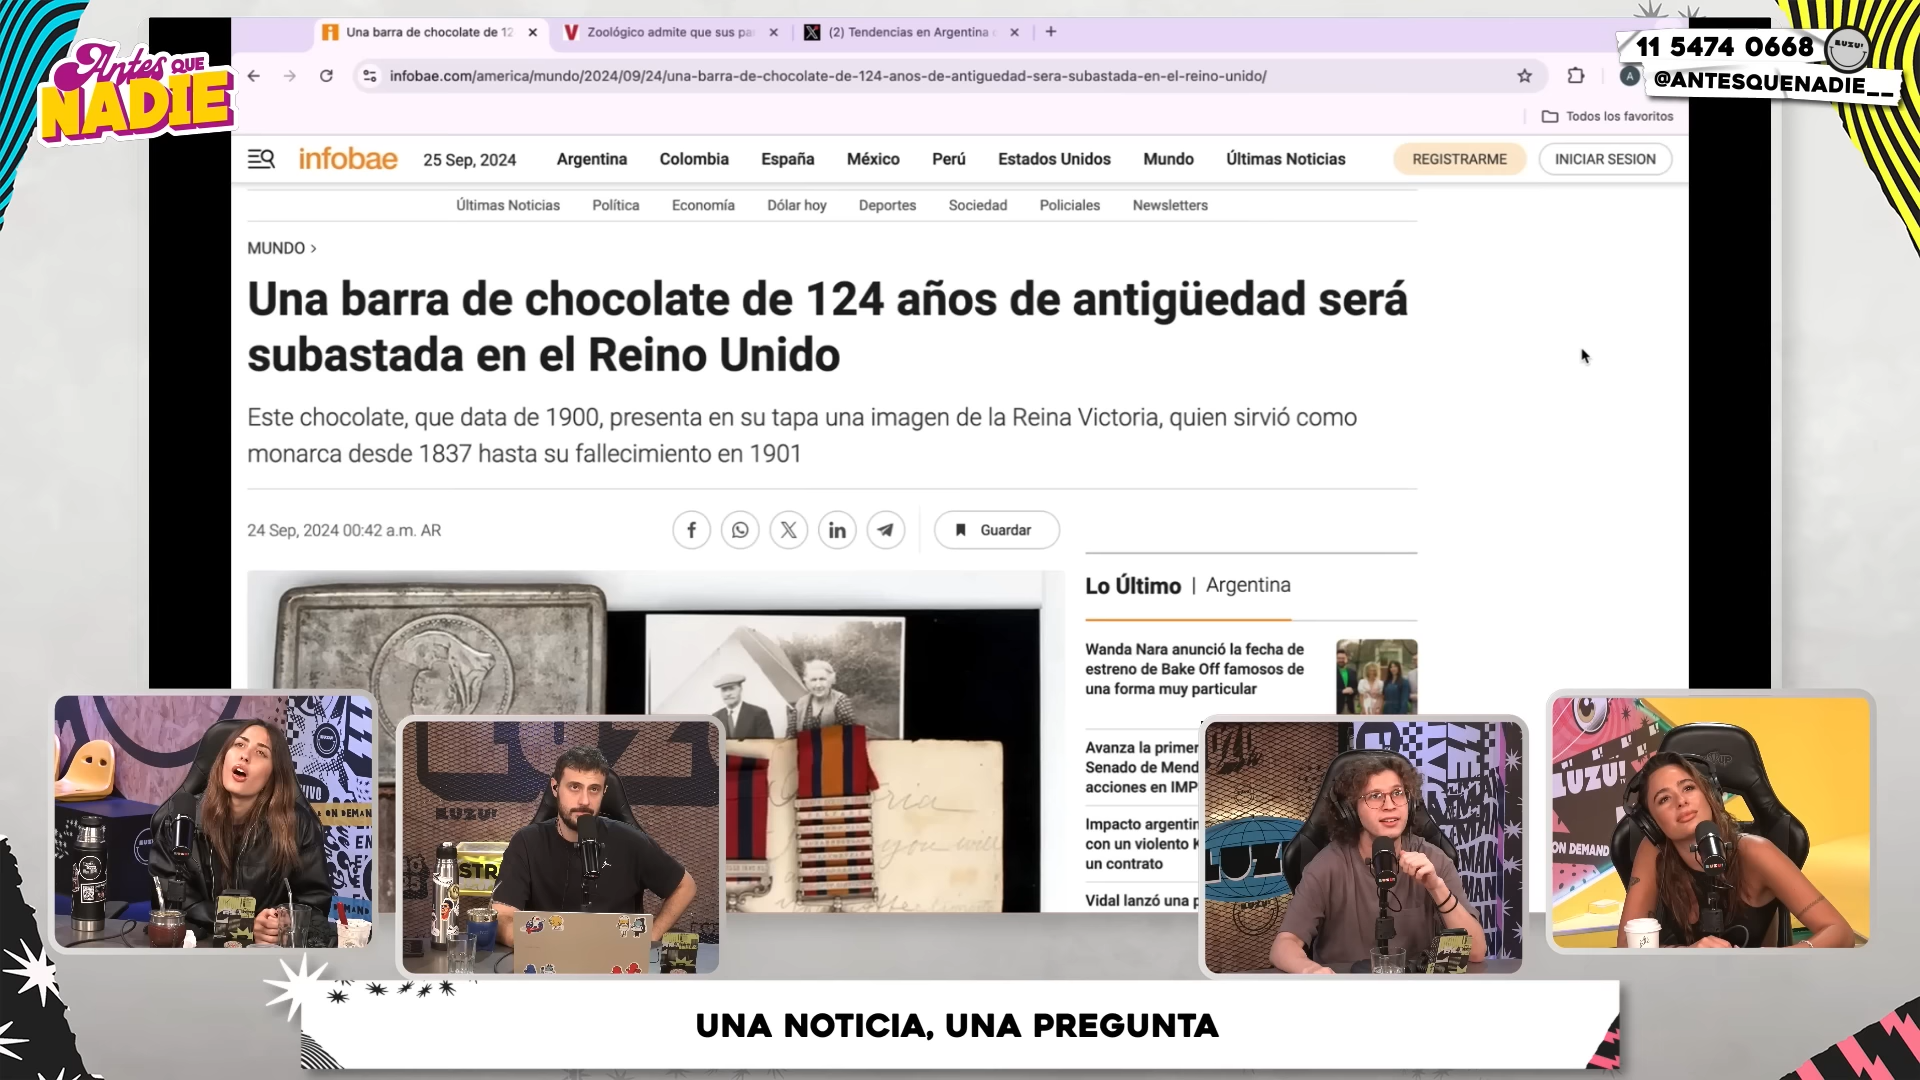 Antes QUE
NADIE
Una barra de chocolate de 12
Zoológico admite que sus pa
(2) Tendencias en Argentina
11 5474 0668
@ANTESQUENADIE__
infobae.com/america/mundo/2024/09/24/una-barra-de-chocolate-de-124-anos-de-antiguedad-sera-subastada-en-el-reino-unido/
A
Todos los favoritos
infobae
25 Sep, 2024
Argentina
Colombia
España
México
Perú
Estados Unidos
Mundo
Últimas Noticias
REGISTRARME
INICIAR SESION
Últimas Noticias
Política
Economía
Dólar hoy
Deportes
Sociedad
Policiales
Newsletters
MUNDO >
Una barra de chocolate de 124 años de antigüedad será
subastada en el Reino Unido
Este chocolate, que data de 1900, presenta en su tapa una imagen de la Reina Victoria, quien sirvió como
monarca desde 1837 hasta su fallecimiento en 1901
24 Sep, 2024 00:42 a.m. AR
Guardar
Lo Último | Argentina
Wanda Nara anunció la fecha de
estreno de Bake Off famosos de
una forma muy particular
Avanza la primer
Senado de Mend
acciones en IMP
Impacto argentin
con un violento K
un contrato
Vidal lanzó una p
you will
LUZU!
ON DEMAND
UNA NOTICIA, UNA PREGUNTA